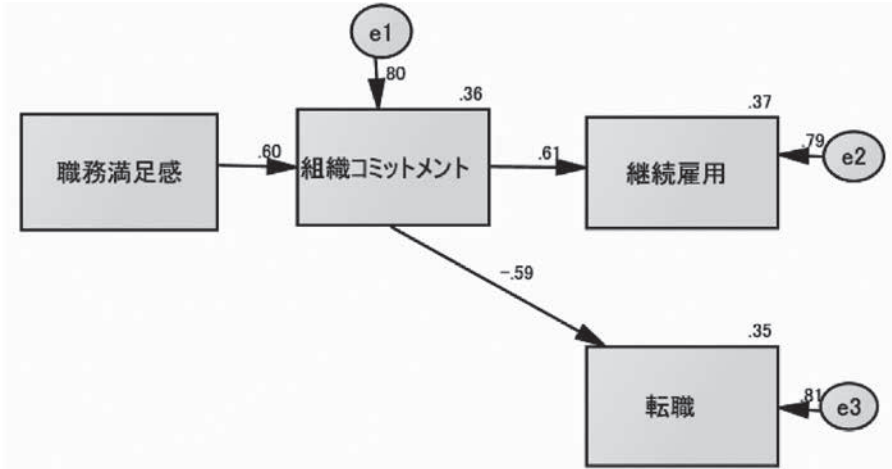 e1
.80
.36
.37
職務満足感
.60
組織コミットメント
.61
継続雇用
.79
e2
-.59
.35
転職
.81
e3